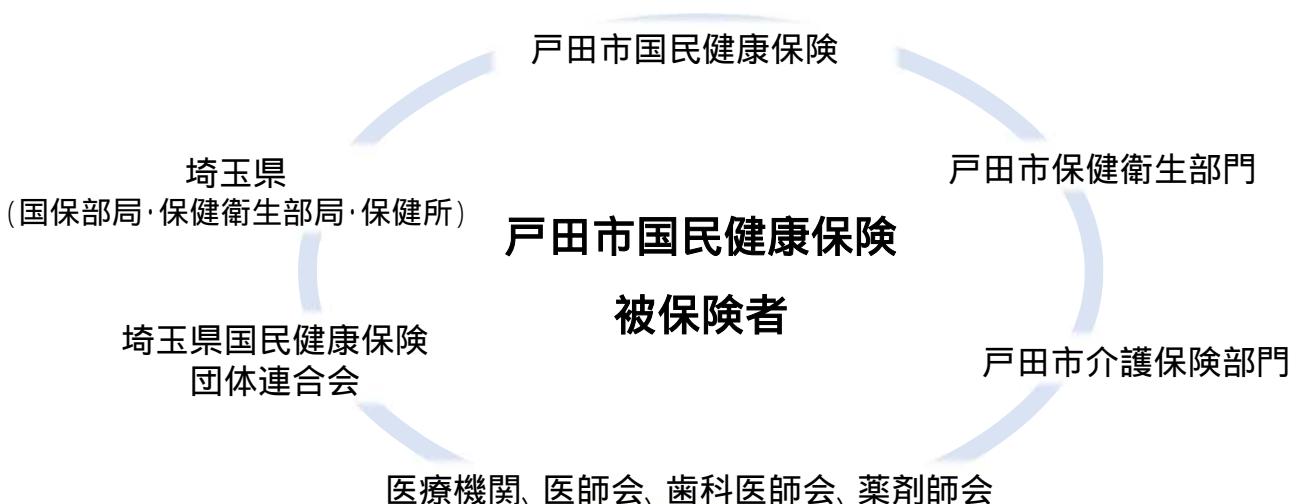 戸田市国民健康保険
戸田市保健衛生部門
埼玉県
(国保部局・保健衛生部局・保健所)
戸田市国民健康保険
被保険者
埼玉県国民健康保険
団体連合会
戸田市介護保険部門
医療機関、医師会、歯科医師会、薬剤師会